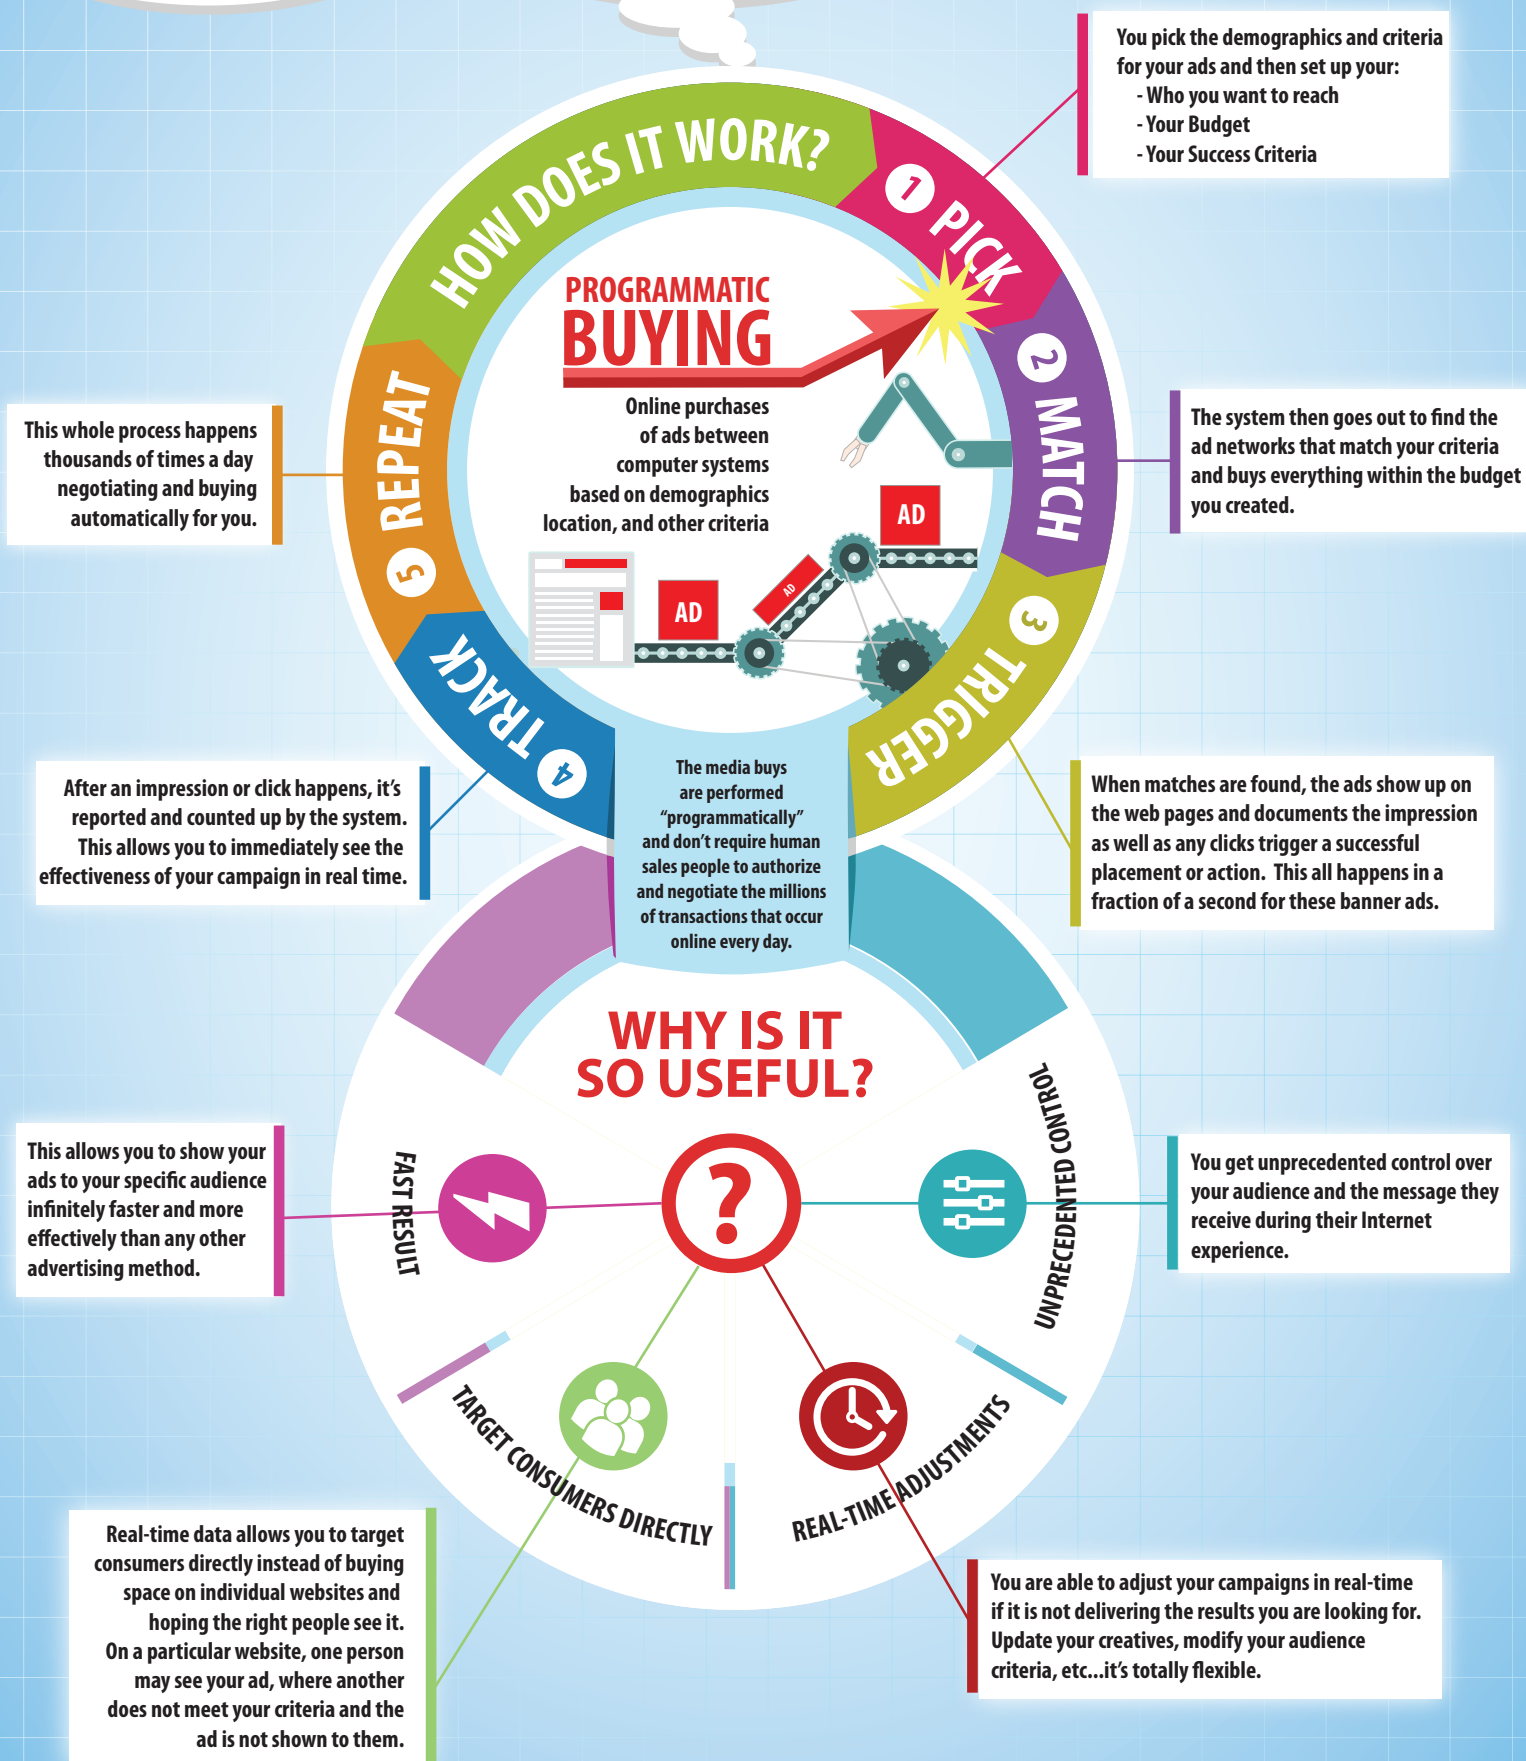 HOW DOES IT WORK?
1 PICK
You pick the demographics and criteria
for your ads and then set up your:
- Who you want to reach
- Your Budget
- Your Success Criteria
PROGRAMMATIC
BUYING
Online purchases
of ads between
computer systems
based on demographics
location, and other criteria
AD
AD
AD
2 MATCH
The system then goes out to find the
ad networks that match your criteria
and buys everything within the budget
you created.
3 TRIGGER
When matches are found, the ads show up on
the web pages and documents the impression
as well as any clicks trigger a successful
placement or action. This all happens in a
fraction of a second for these banner ads.
4 TRACK
After an impression or click happens, it's
reported and counted up by the system.
This allows you to immediately see the
effectiveness of your campaign in real time.
5 REPEAT
This whole process happens
thousands of times a day
negotiating and buying
automatically for you.
The media buys
are performed
“programmatically”
and don't require human
sales people to authorize
and negotiate the millions
of transactions that occur
online every day.
WHY IS IT
SO USEFUL?
?
FAST RESULT
This allows you to show your
ads to your specific audience
infinitely faster and more
effectively than any other
advertising method.
UNPRECEDENTED CONTROL
You get unprecedented control over
your audience and the message they
receive during their Internet
experience.
TARGET CONSUMERS DIRECTLY
Real-time data allows you to target
consumers directly instead of buying
space on individual websites and
hoping the right people see it.
On a particular website, one person
may see your ad, where another
does not meet your criteria and the
ad is not shown to them.
REAL-TIME ADJUSTMENTS
You are able to adjust your campaigns in real-time
if it is not delivering the results you are looking for.
Update your creatives, modify your audience
criteria, etc...it's totally flexible.